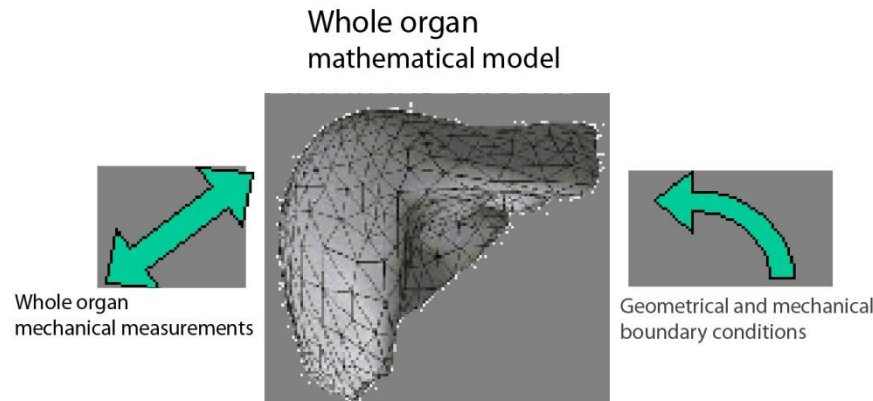 Whole organ
mathematical model
Whole organ
mechanical measurements
Geometrical and mechanical
boundary conditions